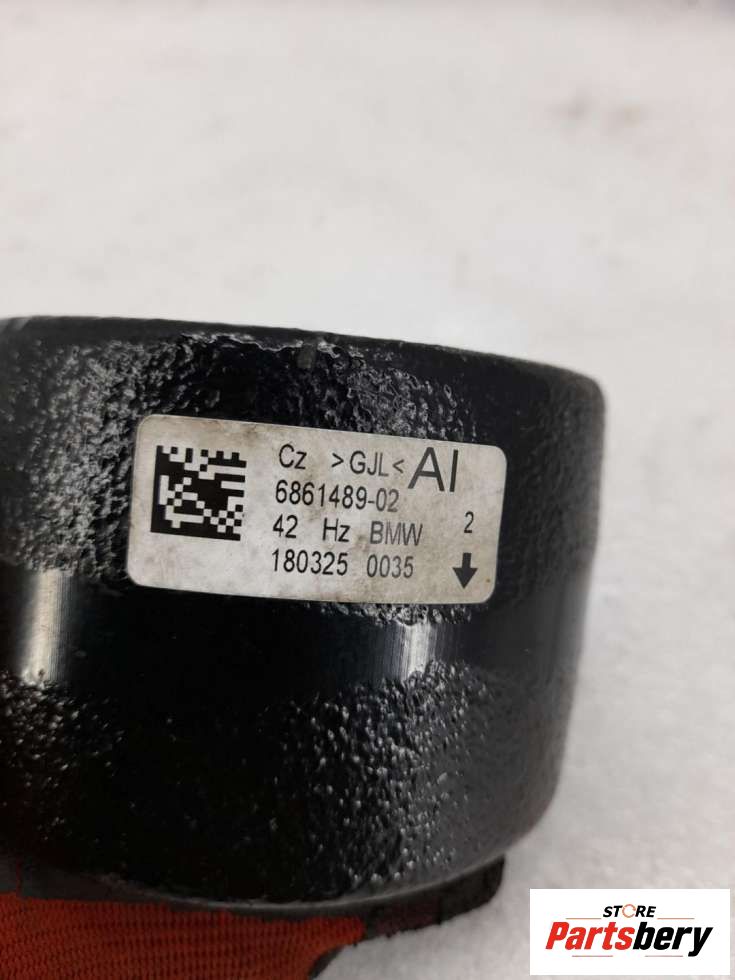 Cz >GJL< AI
6861489-02
42 Hz BMW 2
180325 0035
STORE
Partsbery